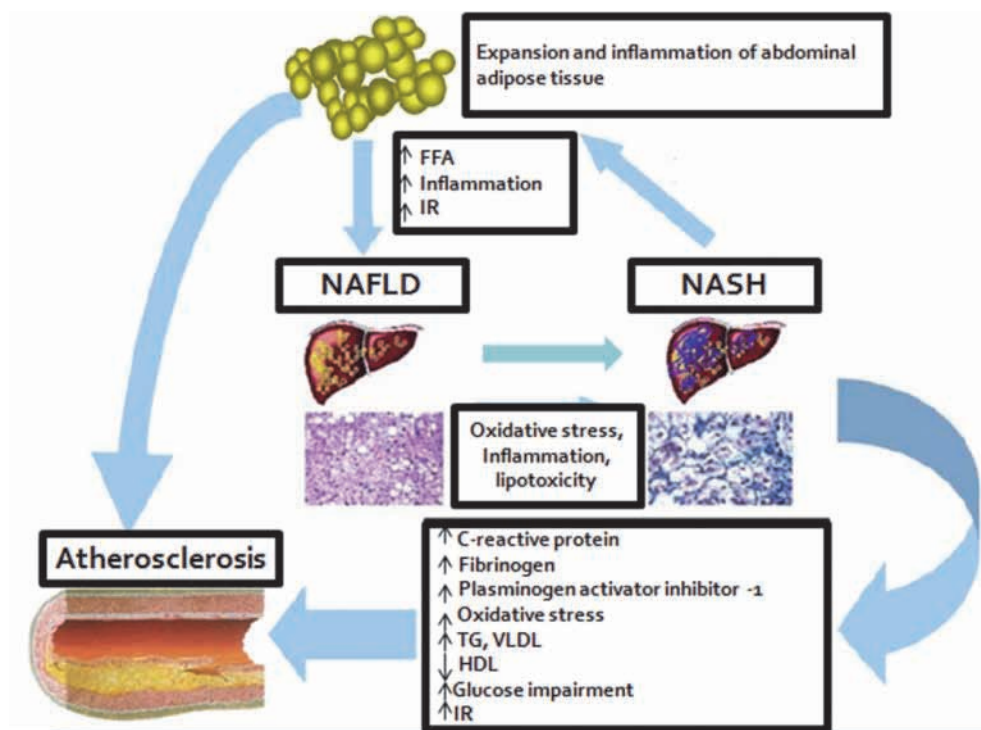 Expansion and inflammation of abdominal
adipose tissue
↑ FFA
↑ Inflammation
↑ IR
NAFLD
NASH
Oxidative stress,
Inflammation,
lipotoxicity
Atherosclerosis
↑ C-reactive protein
↑ Fibrinogen
↑ Plasminogen activator inhibitor -1
↑ Oxidative stress
↑ TG, VLDL
↓ HDL
↑ Glucose impairment
↑ IR